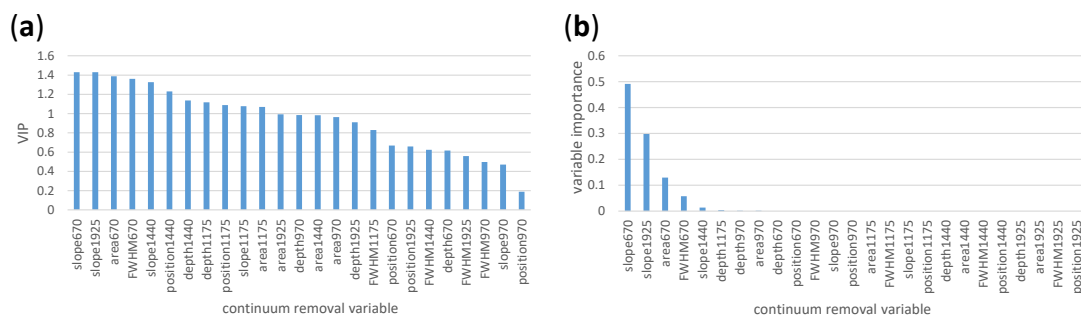 (a)
1.6
1.4
1.2
1
0.8
0.6
0.4
0.2
0
VIP
slope670
slope1925
area670
FWHM670
slope1440
position1440
depth1440
depth1175
position1175
slope1175
area1175
area1925
depth970
area1440
area970
depth1925
FWHM1175
position670
position1925
FWHM1440
depth670
FWHM1925
FWHM970
slope970
position970
continuum removal variable
(b)
0.6
0.5
0.4
0.3
0.2
0.1
0
variable importance
slope670
slope1925
area670
FWHM670
slope1440
depth1175
depth970
area970
depth670
position670
FWHM970
slope970
position970
area1175
FWHM1175
slope1175
position1175
depth1440
area1440
FWHM1440
position1440
depth1925
area1925
FWHM1925
position1925
continuum removal variable